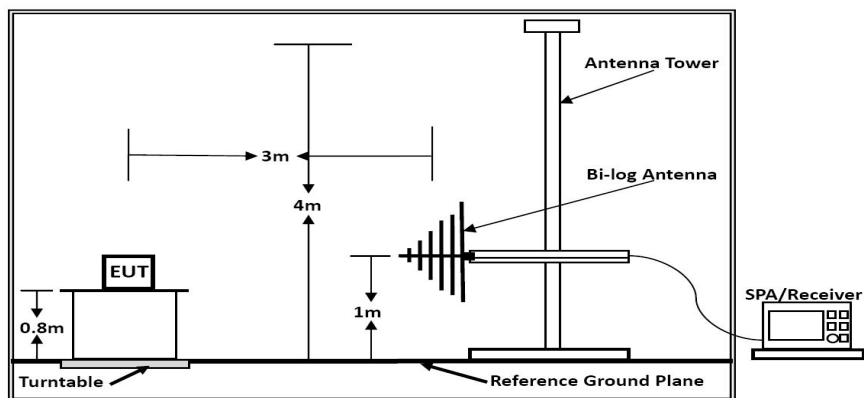 Antenna Tower
3m
Bi-log Antenna
4m
EUT
SPA/Receiver
0.8m
1m
Turntable
Reference Ground Plane